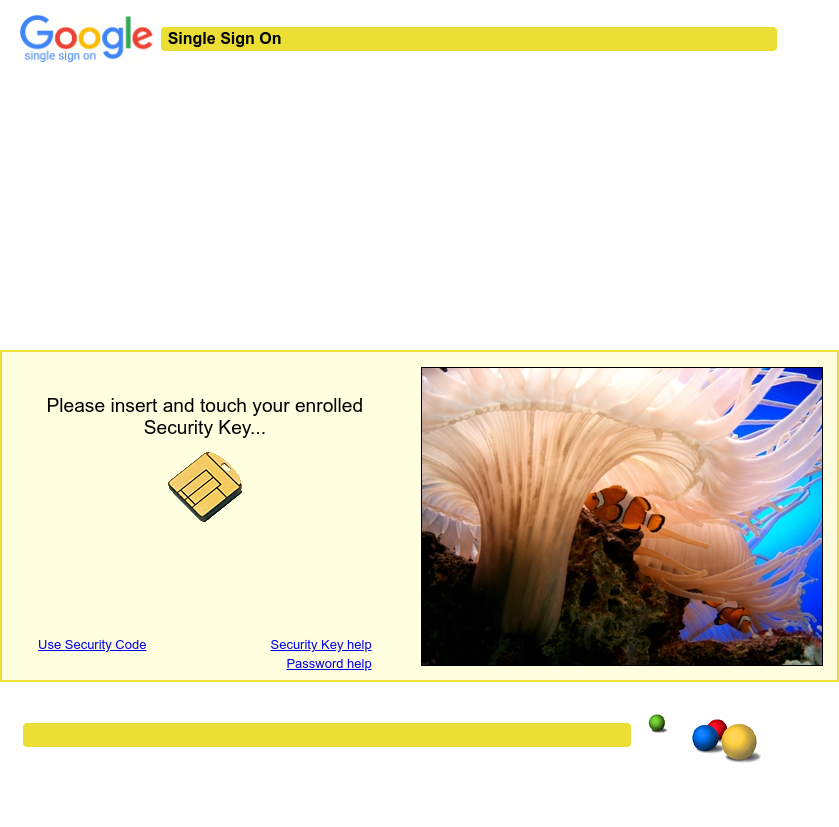 Google
single sign on
Single Sign On
Please insert and touch your enrolled
Security Key...
Use Security Code
Security Key help
Password help